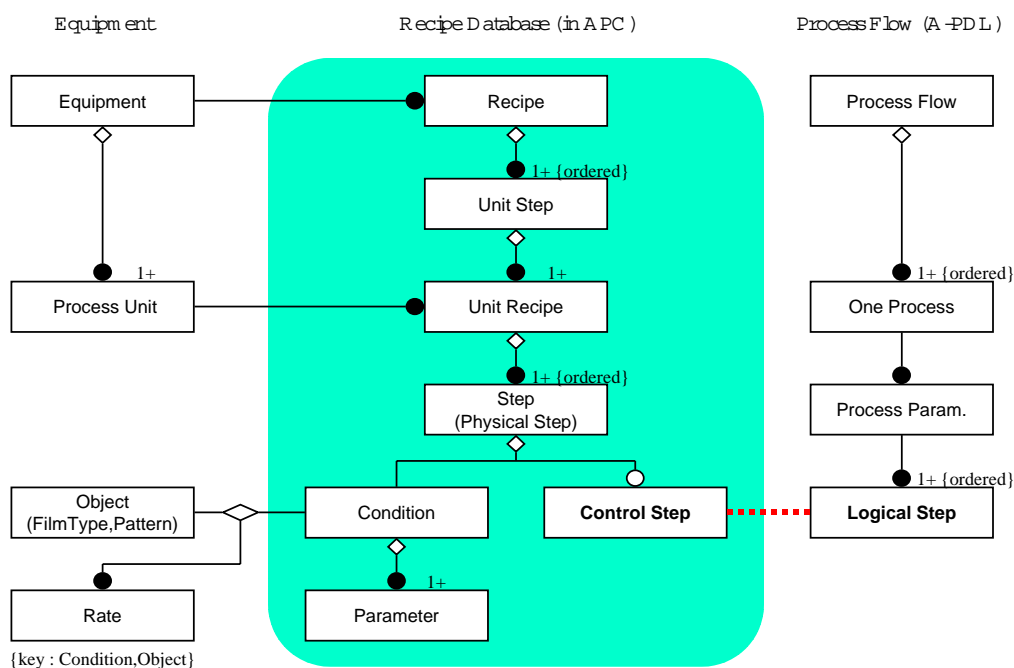 Equipment
Recipe Database (in APC)
Process Flow (A-PDL)
Equipment
Recipe
Process Flow
1+ {ordered}
Unit Step
1+
1+
1+ {ordered}
Process Unit
Unit Recipe
One Process
1+ {ordered}
Step
(Physical Step)
Process Param.
1+ {ordered}
Object
(FilmType,Pattern)
Condition
Control Step
Logical Step
1+
Rate
Parameter
{key : Condition,Object}